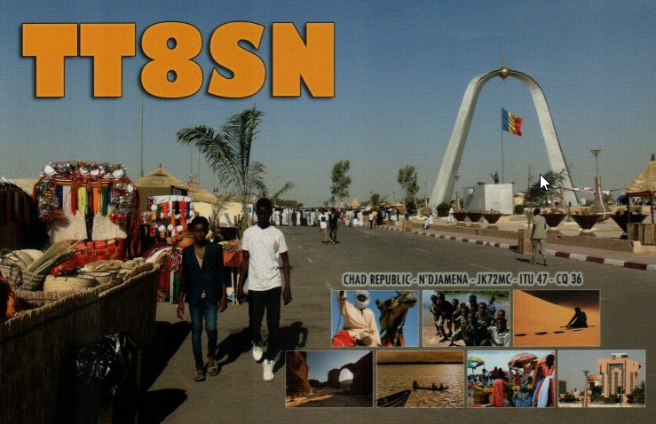 TT8SN
CHAD REPUBLIC - N'DJAMENA - JK72MC - ITU 47 - CQ 36